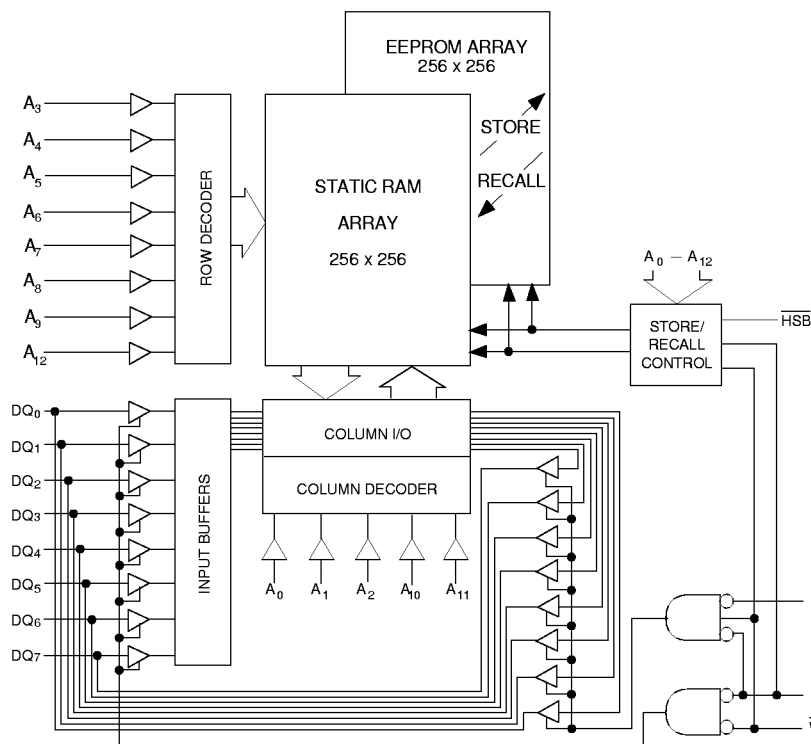 EEPROM ARRAY
256 x 256
STORE
RECALL
STATIC RAM
ARRAY
256 x 256
A3
A4
A5
A6
A7
A8
A9
A12
ROW DECODER
A0 – A12
STORE/
RECALL
CONTROL
HSB
DQ0
DQ1
DQ2
DQ3
DQ4
DQ5
DQ6
DQ7
INPUT BUFFERS
COLUMN I/O
COLUMN DECODER
A0
A1
A2
A10
A11